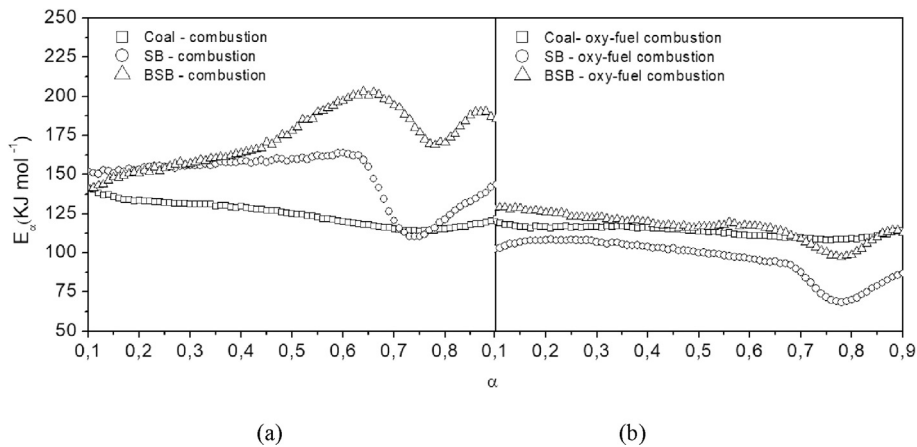 250
225
200
175
150
125
100
75
50
E α (KJ mol -1)
Coal - combustion
SB - combustion
BSB - combustion
Coal- oxy-fuel combustion
SB - oxy-fuel combustion
BSB - oxy-fuel combustion
0,1 0,2 0,3 0,4 0,5 0,6 0,7 0,8 0,1 0,2 0,3 0,4 0,5 0,6 0,7 0,8 0,9
α
(a) (b)